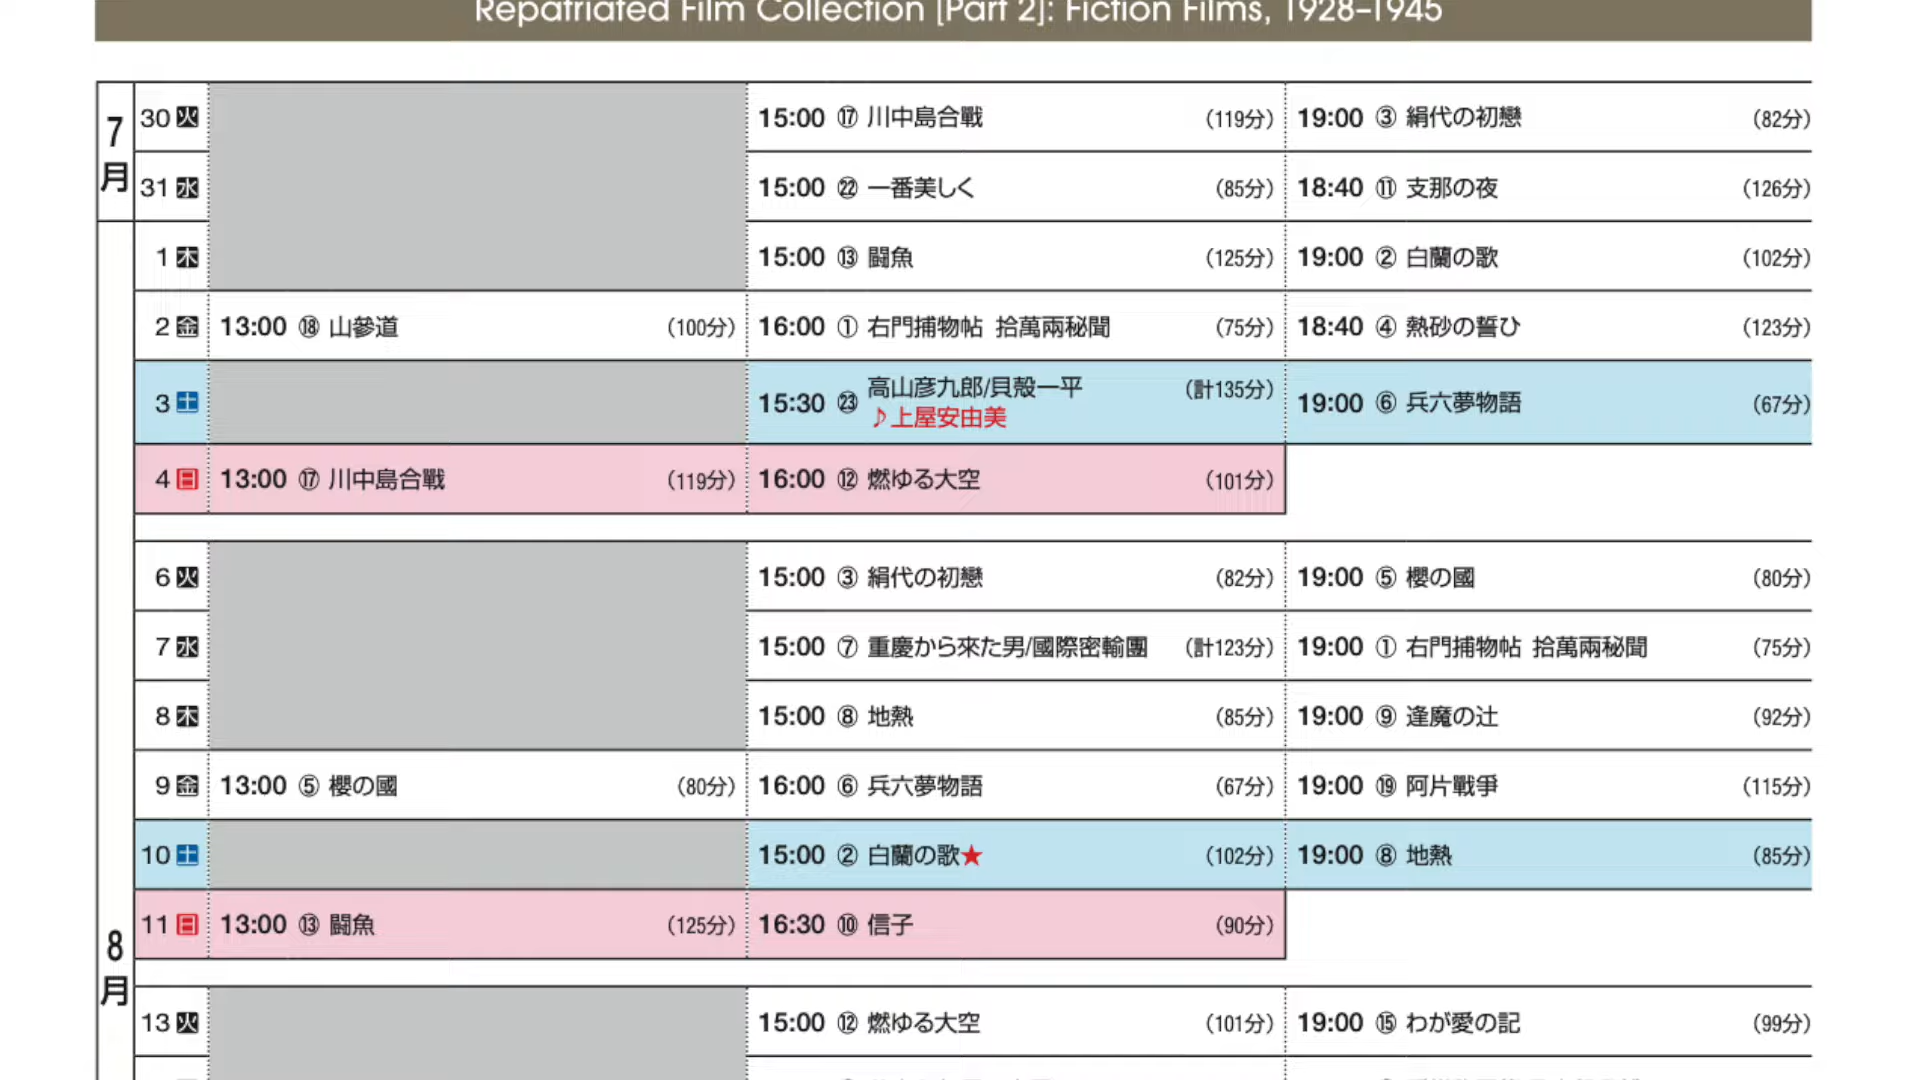 Repatriated Film Collection [Part 2]: Fiction Films, 1928–1945
7月
30 火 15:00 ⑰ 川中島合戰 (119分) 19:00 ③ 絹代の初戀 (82分)
31 水 15:00 ㉒ 一番美しく (85分) 18:40 ⑪ 支那の夜 (126分)
8月
1 木 15:00 ⑬ 闘魚 (125分) 19:00 ② 白蘭の歌 (102分)
2 金 13:00 ⑱ 山參道 (100分) 16:00 ① 右門捕物帖 拾萬兩秘聞 (75分) 18:40 ④ 熱砂の誓ひ (123分)
3 土 15:30 ㉓ 高山彦九郎/貝殻一平 (計135分) 19:00 ⑥ 兵六夢物語 (67分)
♪上屋安由美
4 日 13:00 ⑰ 川中島合戰 (119分) 16:00 ⑫ 燃ゆる大空 (101分)
6 火 15:00 ③ 絹代の初戀 (82分) 19:00 ⑤ 櫻の國 (80分)
7 水 15:00 ⑦ 重慶から來た男/國際密輸團 (計123分) 19:00 ① 右門捕物帖 拾萬兩秘聞 (75分)
8 木 15:00 ⑧ 地熱 (85分) 19:00 ⑨ 逢魔の辻 (92分)
9 金 13:00 ⑤ 櫻の國 (80分) 16:00 ⑥ 兵六夢物語 (67分) 19:00 ⑲ 阿片戰爭 (115分)
10 土 15:00 ② 白蘭の歌★ (102分) 19:00 ⑧ 地熱 (85分)
11 日 13:00 ⑬ 闘魚 (125分) 16:30 ⑩ 信子 (90分)
13 火 15:00 ⑫ 燃ゆる大空 (101分) 19:00 ⑮ わが愛の記 (99分)